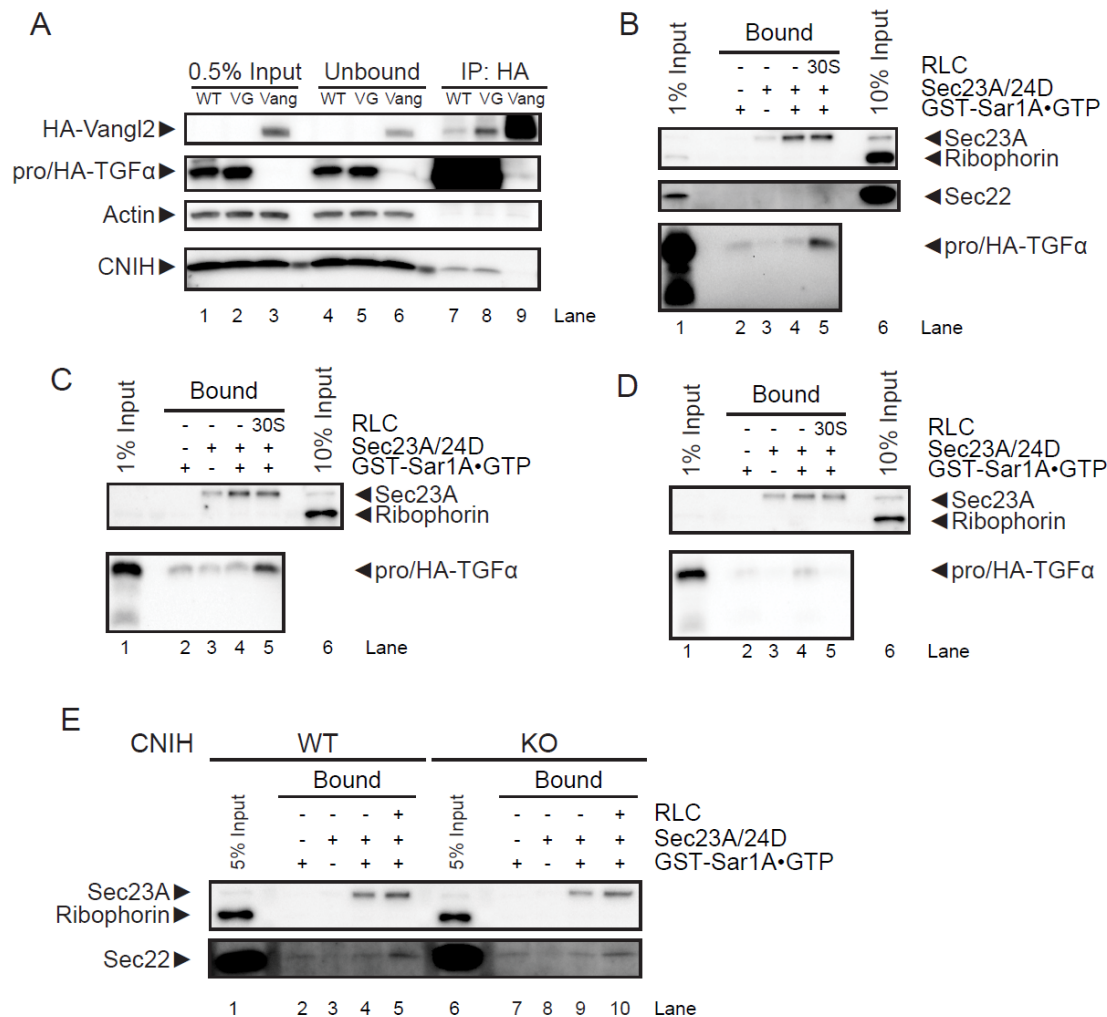 A
0.5% Input Unbound IP: HA
WT VG Vang WT VG Vang WT VG Vang
HA-Vangl2
pro/HA-TGFα
Actin
CNIH
1 2 3 4 5 6 7 8 9 Lane
B
1% Input
Bound
10% Input
- - - 30S RLC
- + + + Sec23A/24D
+ - + + GST-Sar1A•GTP
Sec23A
Ribophorin
Sec22
pro/HA-TGFα
1 2 3 4 5 6 Lane
C
1% Input
Bound
10% Input
- - - 30S RLC
- + + + Sec23A/24D
+ - + + GST-Sar1A•GTP
Sec23A
Ribophorin
pro/HA-TGFα
1 2 3 4 5 6 Lane
D
1% Input
Bound
10% Input
- - - 30S RLC
- + + + Sec23A/24D
+ - + + GST-Sar1A•GTP
Sec23A
Ribophorin
pro/HA-TGFα
1 2 3 4 5 6 Lane
E
CNIH WT KO
Bound Bound
5% Input 5% Input
- - - + - - - + RLC
- + + + - + + + Sec23A/24D
+ - + + + - + + GST-Sar1A•GTP
Sec23A
Ribophorin
Sec22
1 2 3 4 5 6 7 8 9 10 Lane